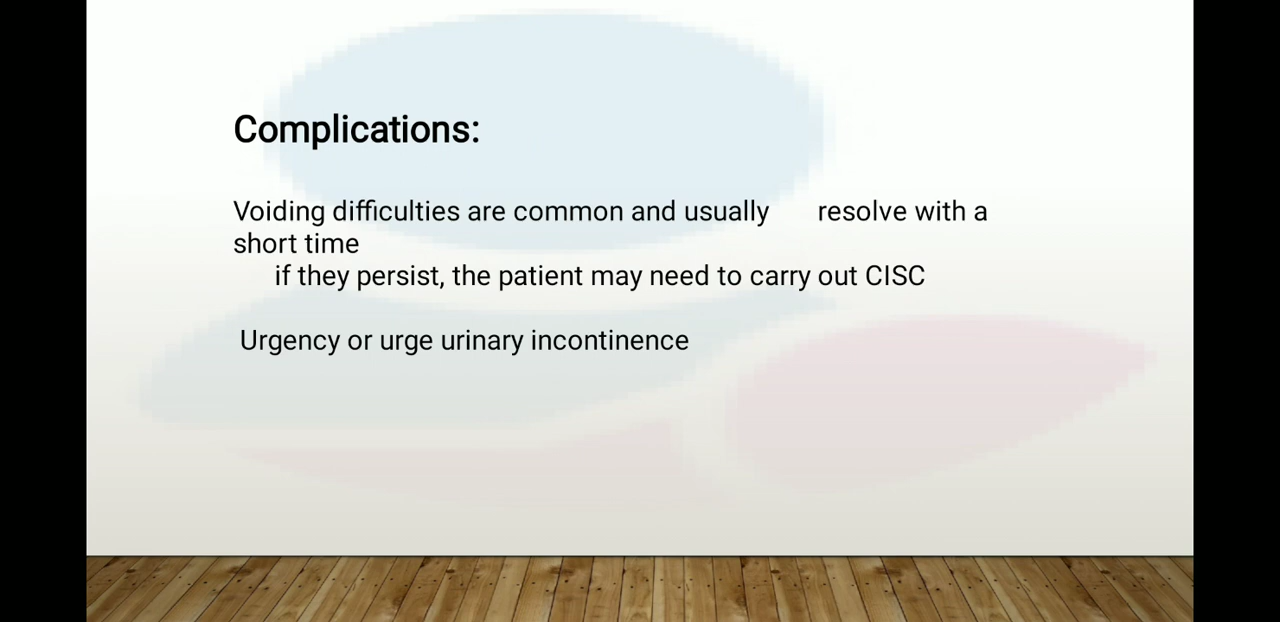 Complications:
Voiding difficulties are common and usually resolve with a
short time
if they persist, the patient may need to carry out CISC
Urgency or urge urinary incontinence